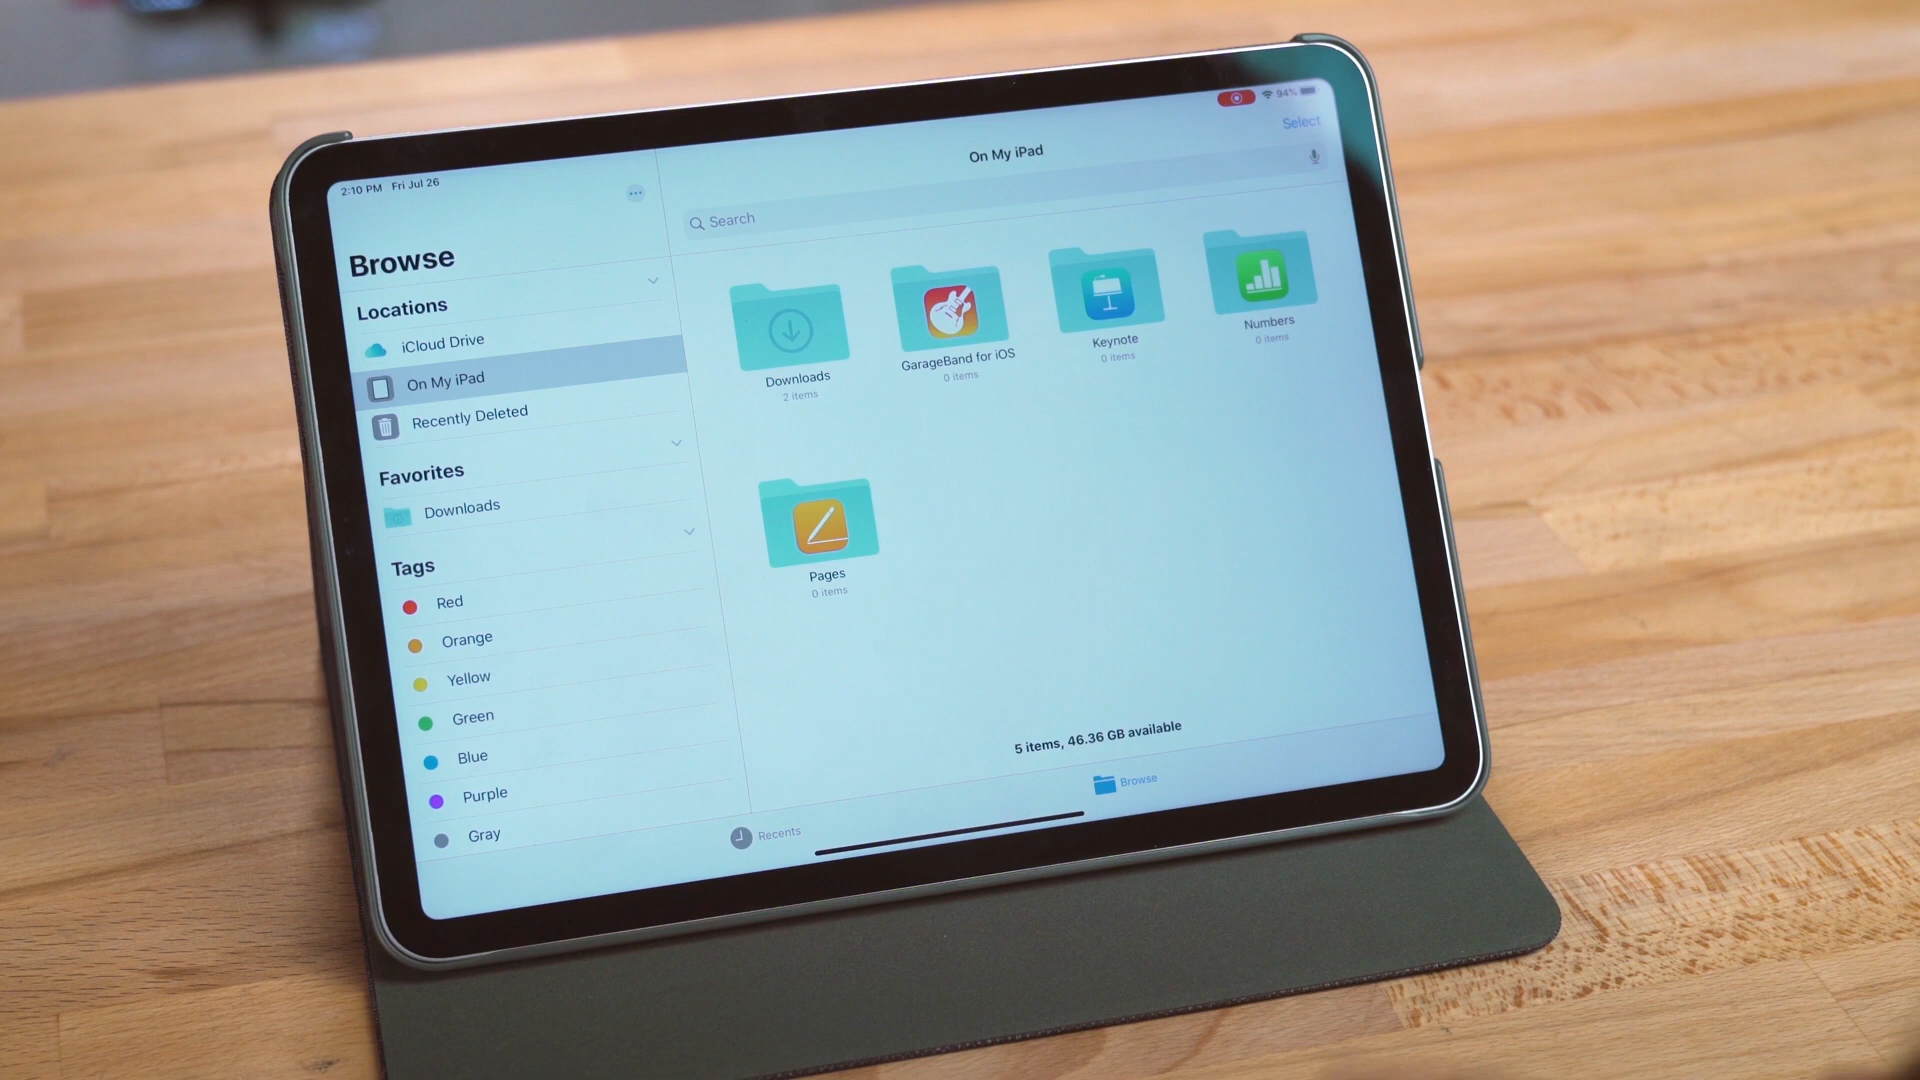 2:10 PM Fri Jul 26
94%
Select
Browse
Locations
iCloud Drive
On My iPad
Recently Deleted
Favorites
Downloads
Tags
Red
Orange
Yellow
Green
Blue
Purple
Gray
On My iPad
Search
Downloads
2 items
GarageBand for iOS
0 items
Keynote
0 items
Numbers
0 items
Pages
0 items
5 items, 46.36 GB available
Recents
Browse